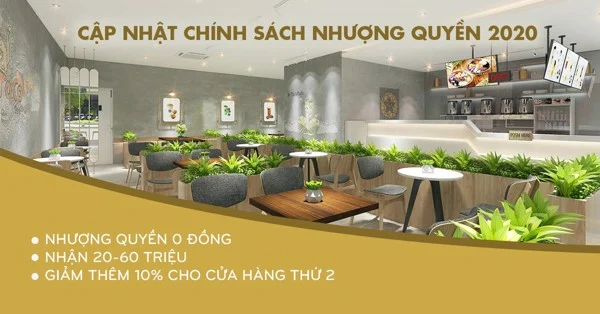 CẬP NHẬT CHÍNH SÁCH NHƯỢNG QUYỀN 2020
NHƯỢNG QUYỀN 0 ĐỒNG
NHẬN 20-60 TRIỆU
GIẢM THÊM 10% CHO CỬA HÀNG THỨ 2